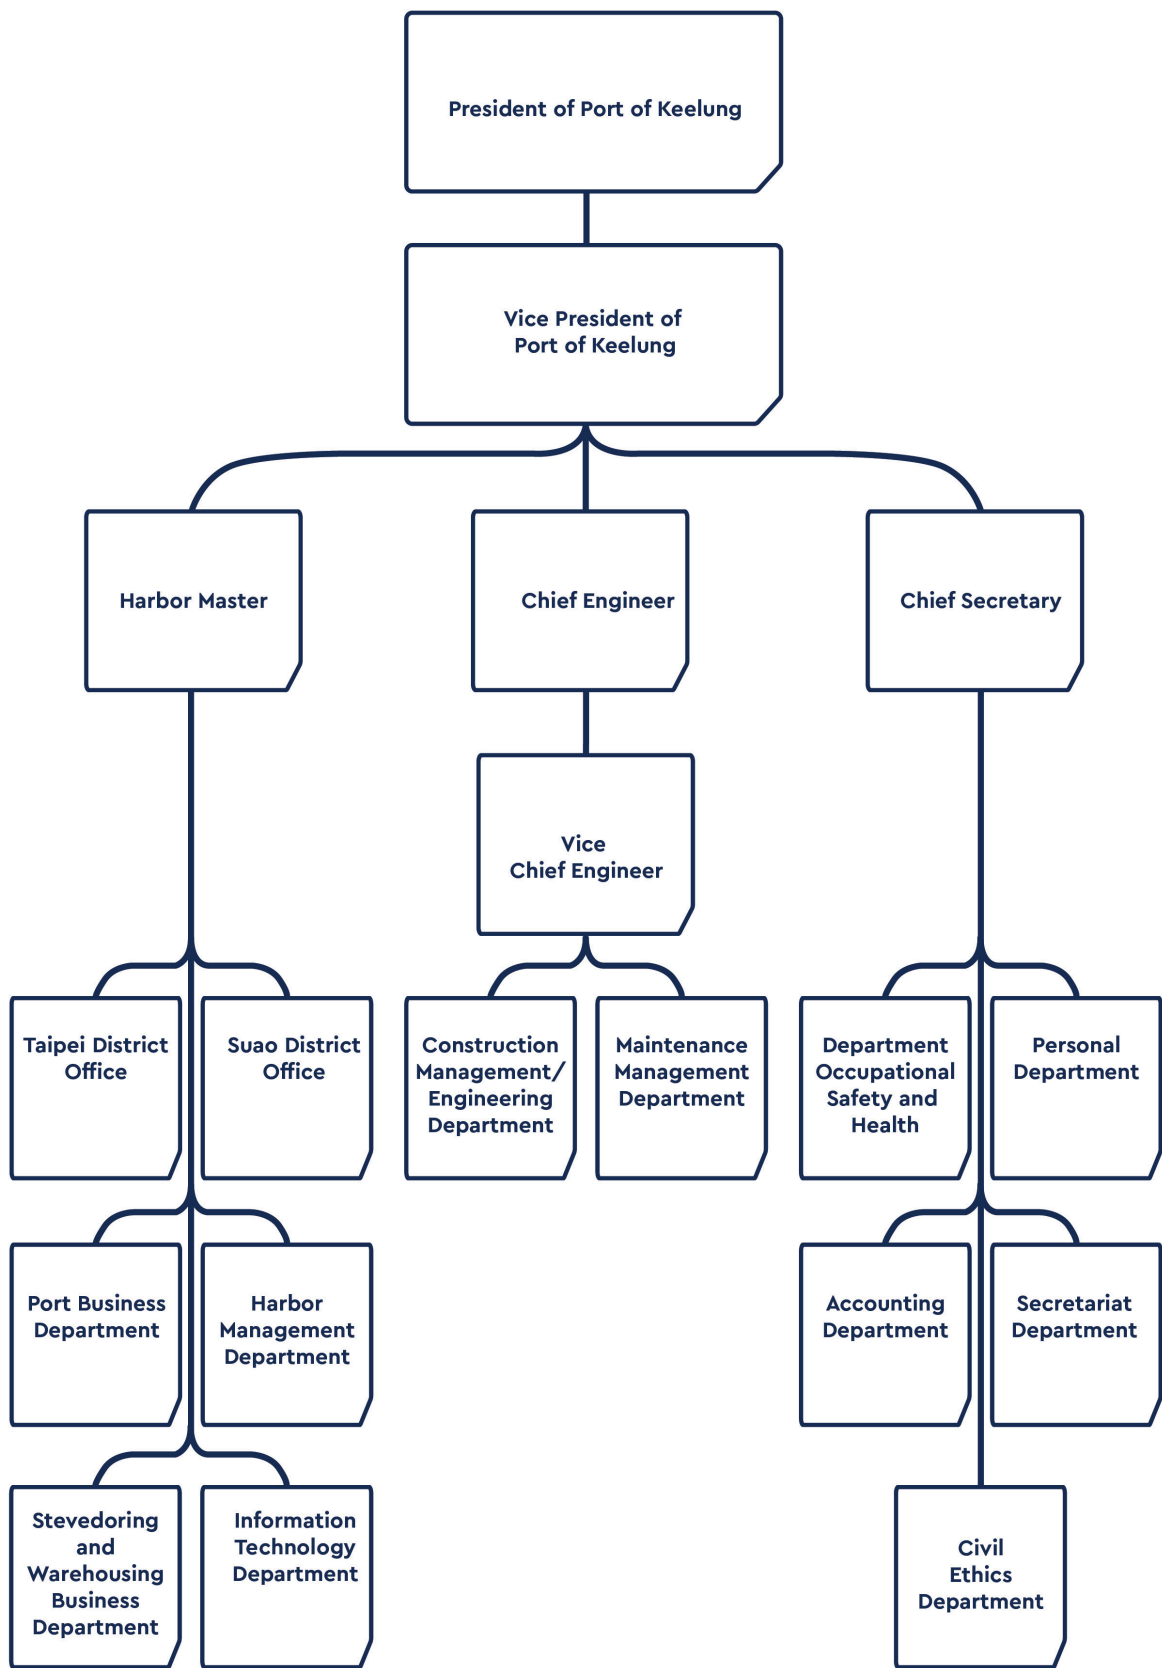 President of Port of Keelung
Vice President of
Port of Keelung
Harbor Master
Chief Engineer
Chief Secretary
Vice
Chief Engineer
Taipei District
Office
Suao District
Office
Construction
Management/
Engineering
Department
Maintenance
Management
Department
Department
Occupational
Safety and
Health
Personal
Department
Port Business
Department
Harbor
Management
Department
Accounting
Department
Secretariat
Department
Stevedoring
and
Warehousing
Business
Department
Information
Technology
Department
Civil
Ethics
Department